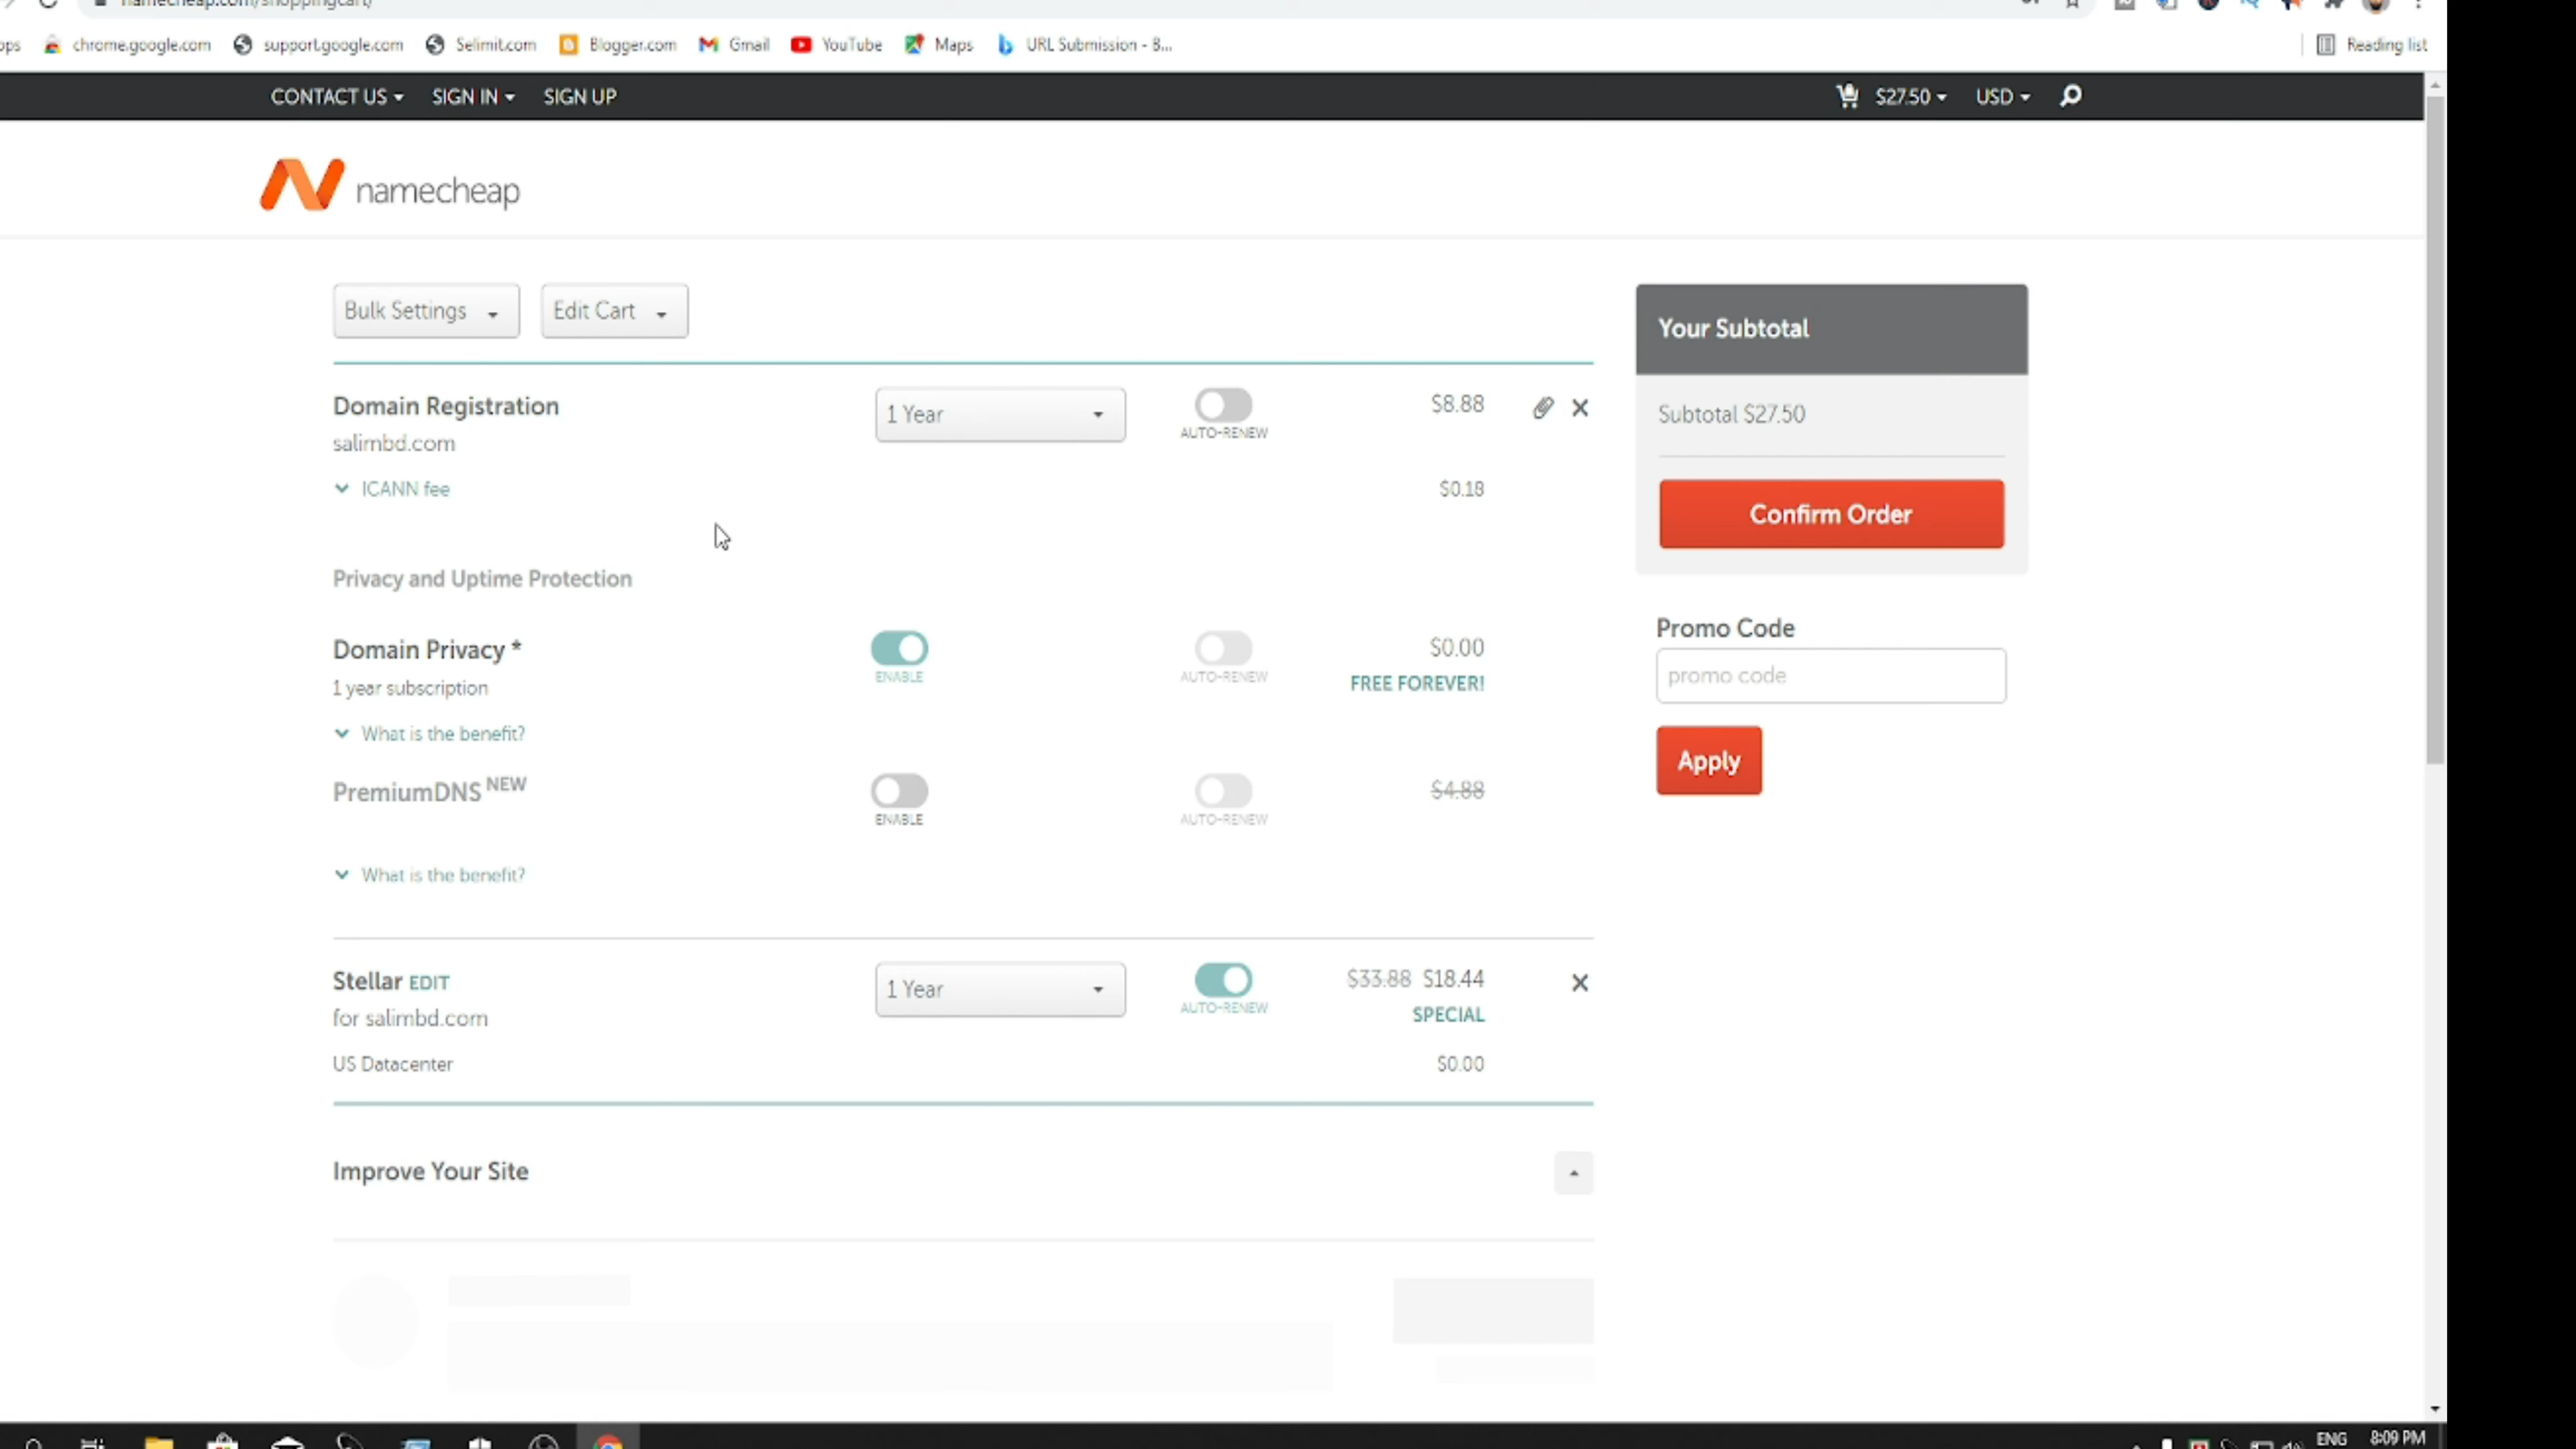 namecheap.com/shoppingcart/
chrome.google.com support.google.com Selimit.com Blogger.com Gmail YouTube Maps URL Submission - B... Reading list
CONTACT US SIGN IN SIGN UP $27.50 USD
namecheap
Bulk Settings Edit Cart
Your Subtotal
Domain Registration 1 Year $8.88
AUTO-RENEW
salimbd.com
Subtotal $27.50
ICANN fee $0.18
Confirm Order
Privacy and Uptime Protection
Promo Code
Domain Privacy * $0.00
ENABLE AUTO-RENEW FREE FOREVER!
1 year subscription
promo code
What is the benefit?
Apply
PremiumDNS NEW $4.88
ENABLE AUTO-RENEW
What is the benefit?
Stellar EDIT 1 Year $33.88 $18.44
AUTO-RENEW SPECIAL
for salimbd.com
US Datacenter $0.00
Improve Your Site
ENG 8:09 PM